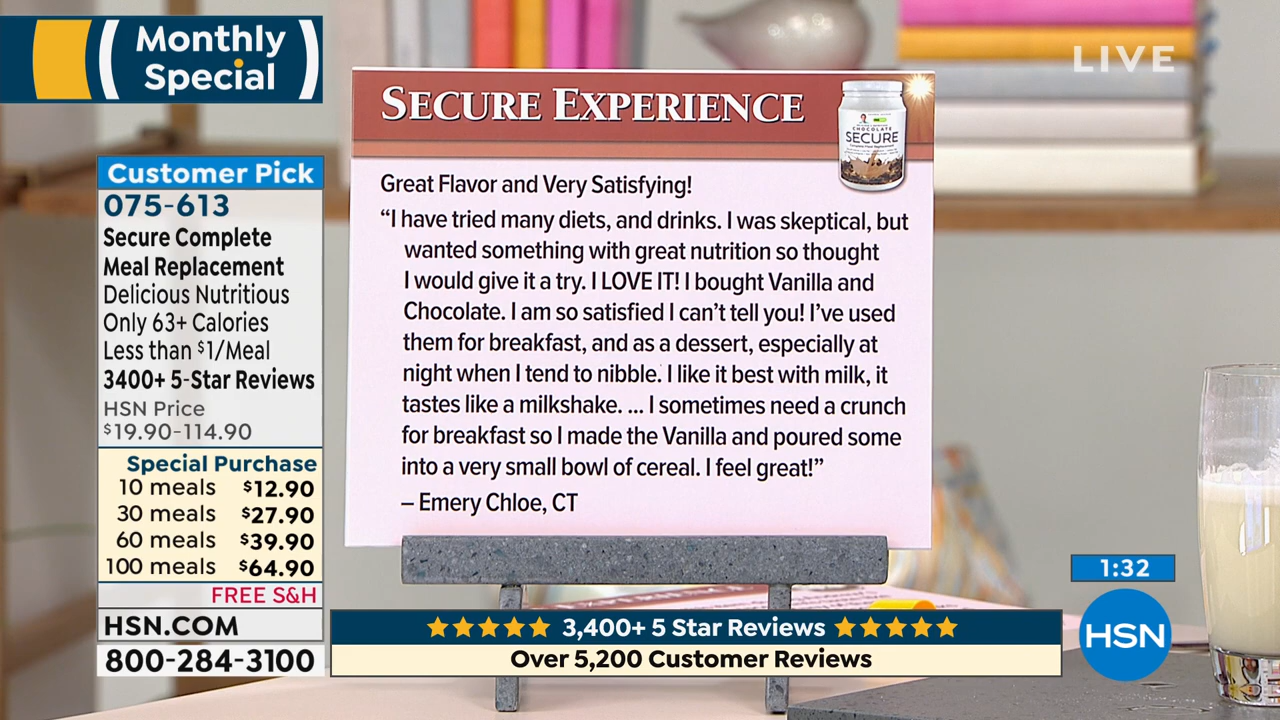 Monthly
Special
LIVE
Customer Pick
075-613
Secure Complete
Meal Replacement
Delicious Nutritious
Only 63+ Calories
Less than $1/Meal
3400+ 5-Star Reviews
HSN Price
$19.90-114.90
Special Purchase
10 meals $12.90
30 meals $27.90
60 meals $39.90
100 meals $64.90
FREE S&H
HSN.COM
800-284-3100
SECURE EXPERIENCE
CHOCOLATE
SECURE
Great Flavor and Very Satisfying!
“I have tried many diets, and drinks. I was skeptical, but
wanted something with great nutrition so thought
I would give it a try. I LOVE IT! I bought Vanilla and
Chocolate. I am so satisfied I can’t tell you! I’ve used
them for breakfast, and as a dessert, especially at
night when I tend to nibble. I like it best with milk, it
tastes like a milkshake. ... I sometimes need a crunch
for breakfast so I made the Vanilla and poured some
into a very small bowl of cereal. I feel great!”
– Emery Chloe, CT
3,400+ 5 Star Reviews
Over 5,200 Customer Reviews
1:32
HSN